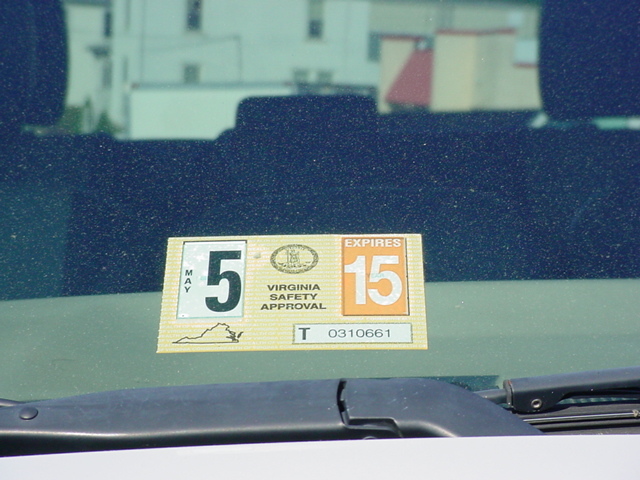 MAY
5
VIRGINIA
SAFETY
APPROVAL
EXPIRES
15
T 0310661